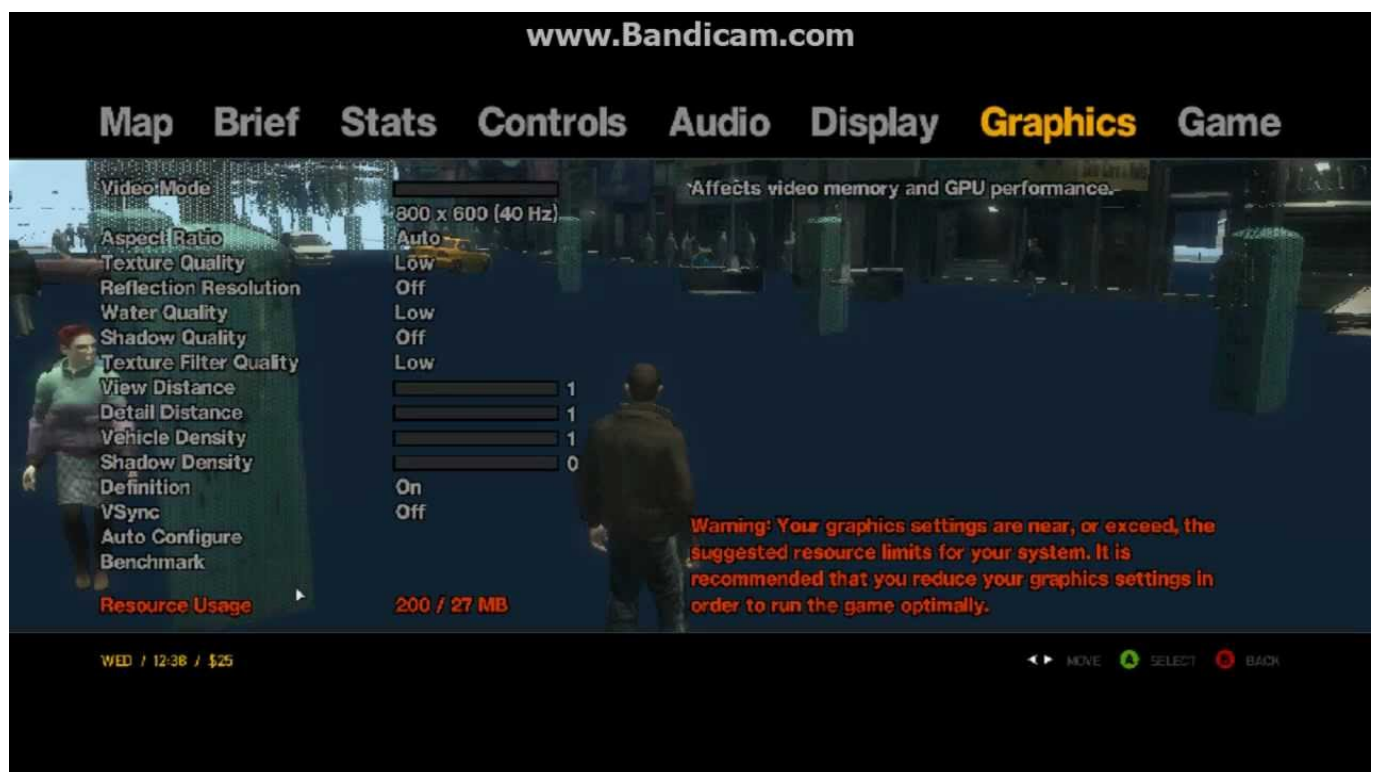 www.Bandicam.com
Map Brief Stats Controls Audio Display Graphics Game
Video Mode
800 x 600 (40 Hz)
Aspect Ratio Auto
Texture Quality Low
Reflection Resolution Off
Water Quality Low
Shadow Quality Off
Texture Filter Quality Low
View Distance 1
Detail Distance 1
Vehicle Density 1
Shadow Density 0
Definition On
VSync Off
Auto Configure
Benchmark
Resource Usage 200 / 27 MB
Affects video memory and GPU performance.
Warning: Your graphics settings are near, or exceed, the
suggested resource limits for your system. It is
recommended that you reduce your graphics settings in
order to run the game optimally.
WED / 12:38 / $25
MOVE A SELECT BACK